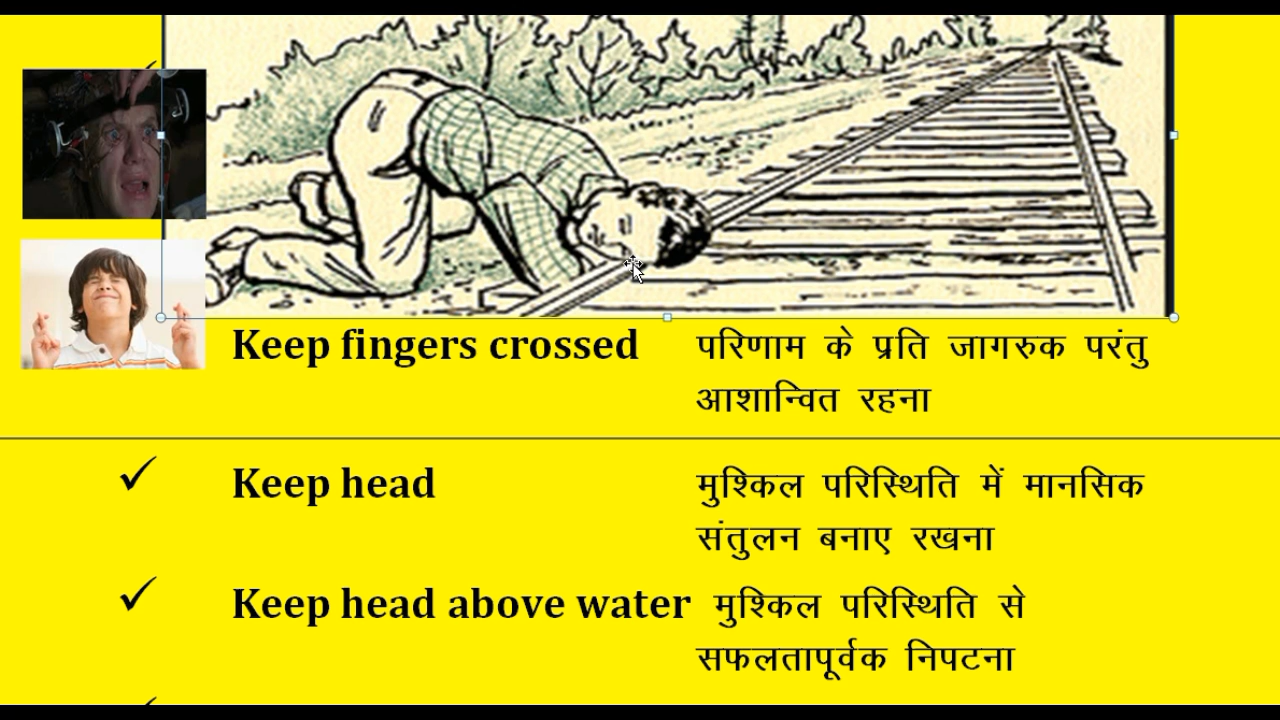 Keep fingers crossed परिणाम के प्रति जागरुक परंतु
आशान्वित रहना
Keep head मुश्किल परिस्थिति में मानसिक
संतुलन बनाए रखना
Keep head above water मुश्किल परिस्थिति से
सफलतापूर्वक निपटना